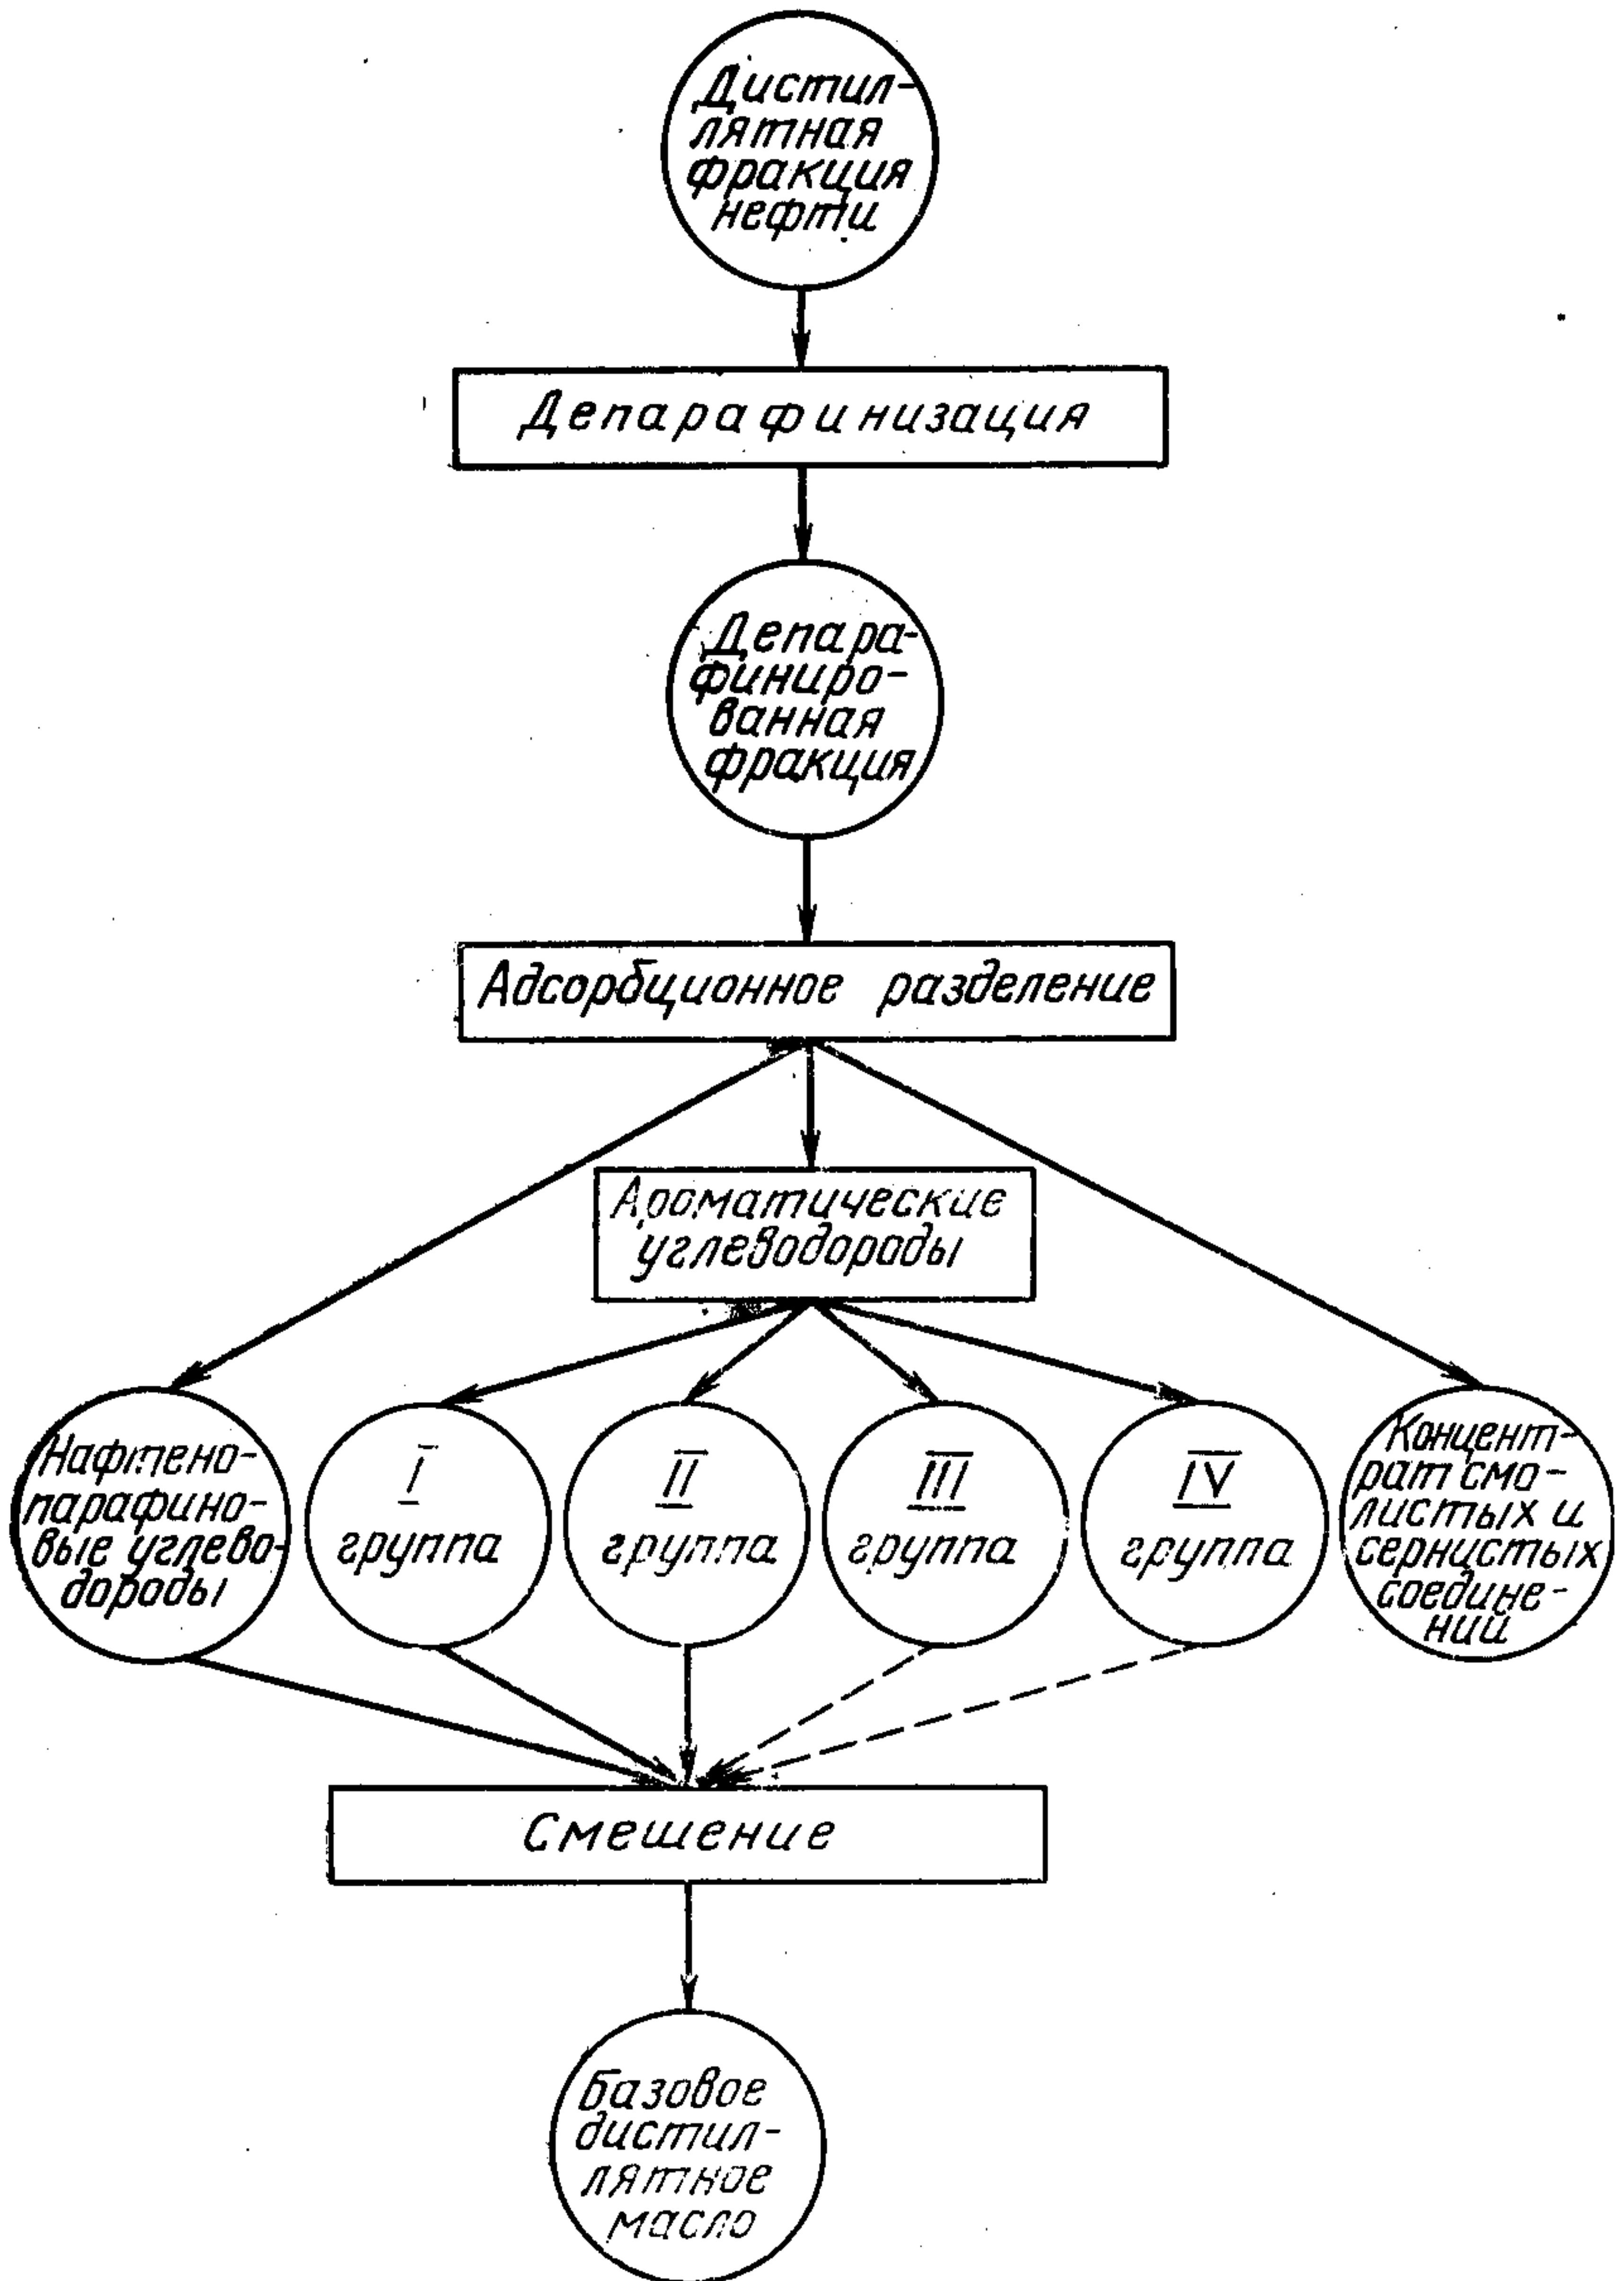 Дистил-
лятная
фракция
нефти
Депарафинизация
Депара-
финиро-
ванная
фракция
Адсорбционное разделение
Ароматические
углеводороды
Нафтено-
парафино-
вые углево-
дороды
I
группа
II
группа
III
группа
IV
группа
Концент-
рат смо-
листых и
сернистых
соедине-
ний
Смешение
Базовое
дистил-
лятное
масло